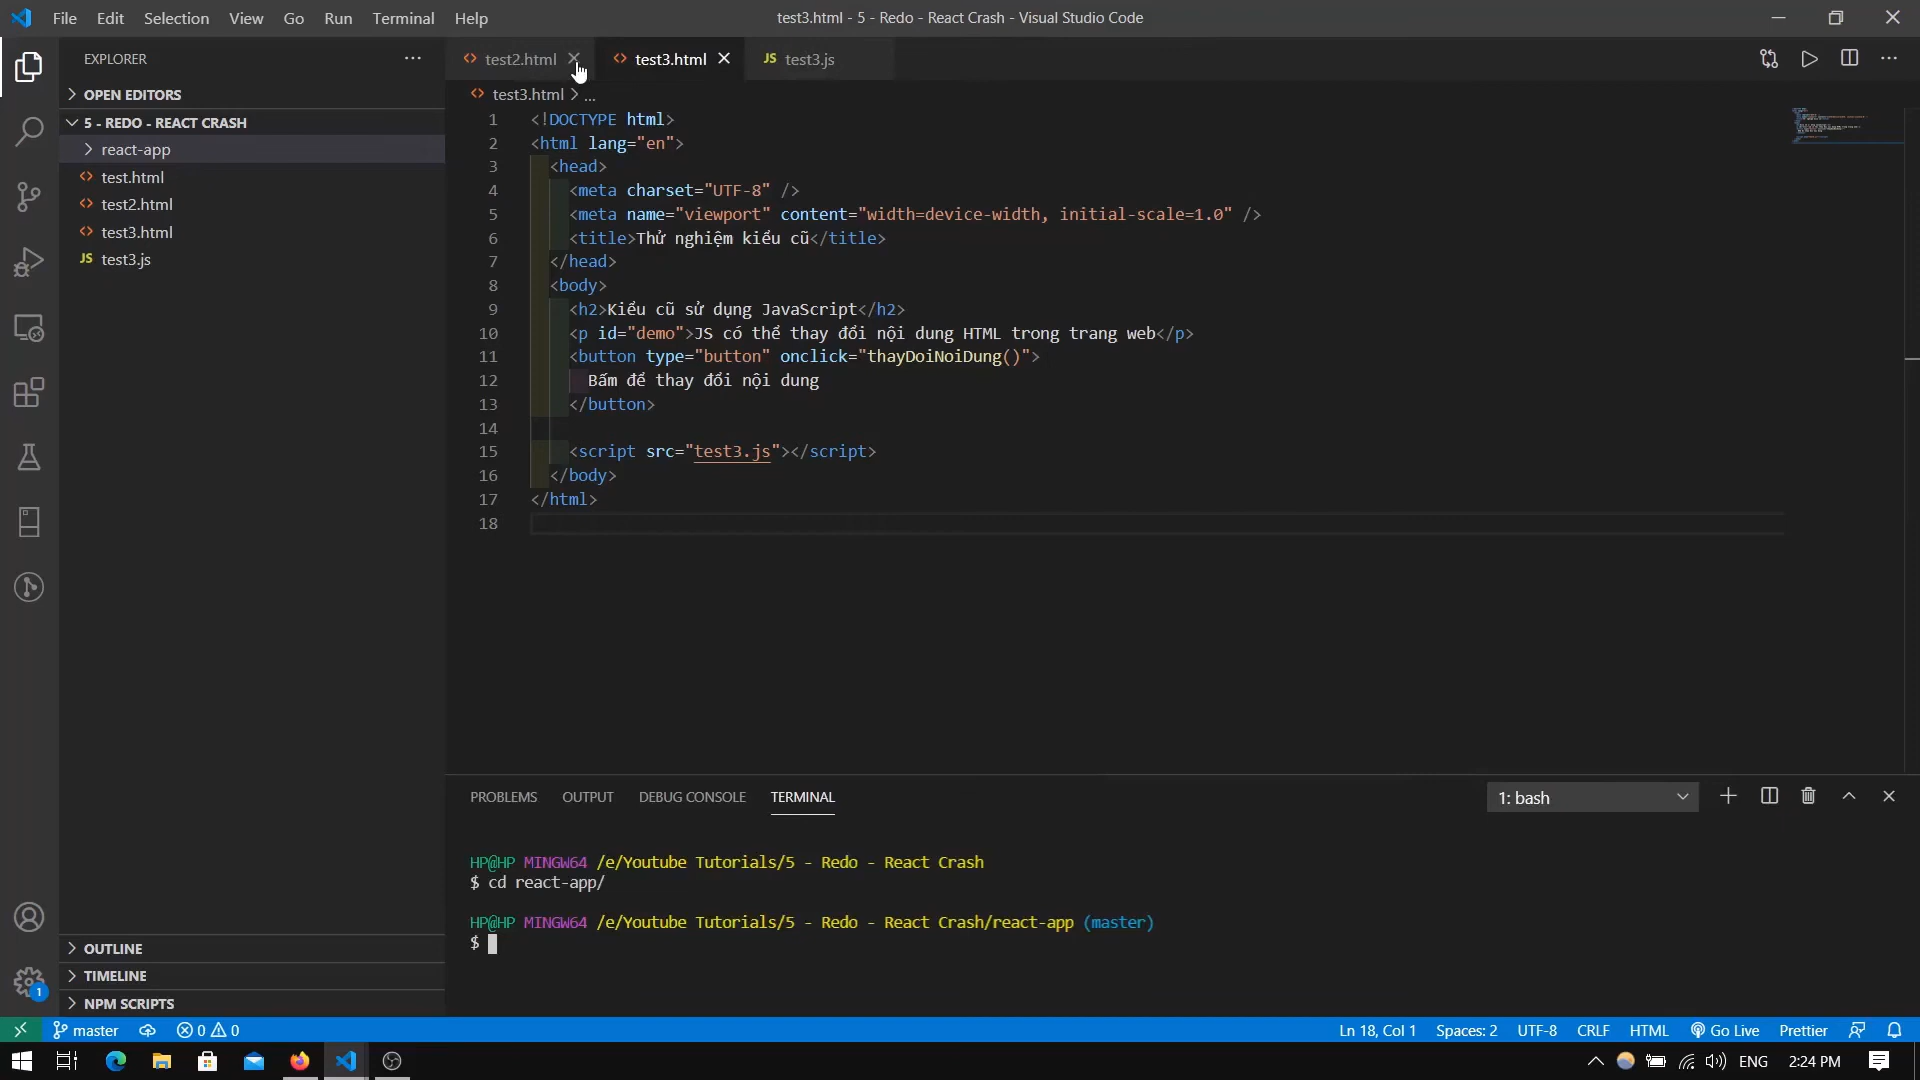 File Edit Selection View Go Run Terminal Help
test3.html - 5 - Redo - React Crash - Visual Studio Code
EXPLORER
OPEN EDITORS
5 - REDO - REACT CRASH
react-app
test.html
test2.html
test3.html
JS test3.js
OUTLINE
TIMELINE
NPM SCRIPTS
test2.html test3.html JS test3.js
test3.html > ...
1 <!DOCTYPE html>
2 <html lang="en">
3 <head>
4 <meta charset="UTF-8" />
5 <meta name="viewport" content="width=device-width, initial-scale=1.0" />
6 <title>Thử nghiệm kiểu cũ</title>
7 </head>
8 <body>
9 <h2>Kiểu cũ sử dụng JavaScript</h2>
10 <p id="demo">JS có thể thay đổi nội dung HTML trong trang web</p>
11 <button type="button" onclick="thayDoiNoiDung()">
12 Bấm để thay đổi nội dung
13 </button>
14
15 <script src="test3.js"></script>
16 </body>
17 </html>
18
PROBLEMS OUTPUT DEBUG CONSOLE TERMINAL
1: bash
HP@HP MINGW64 /e/Youtube Tutorials/5 - Redo - React Crash
$ cd react-app/
HP@HP MINGW64 /e/Youtube Tutorials/5 - Redo - React Crash/react-app (master)
$
1
master 0 0 Ln 18, Col 1 Spaces: 2 UTF-8 CRLF HTML Go Live Prettier
ENG 2:24 PM